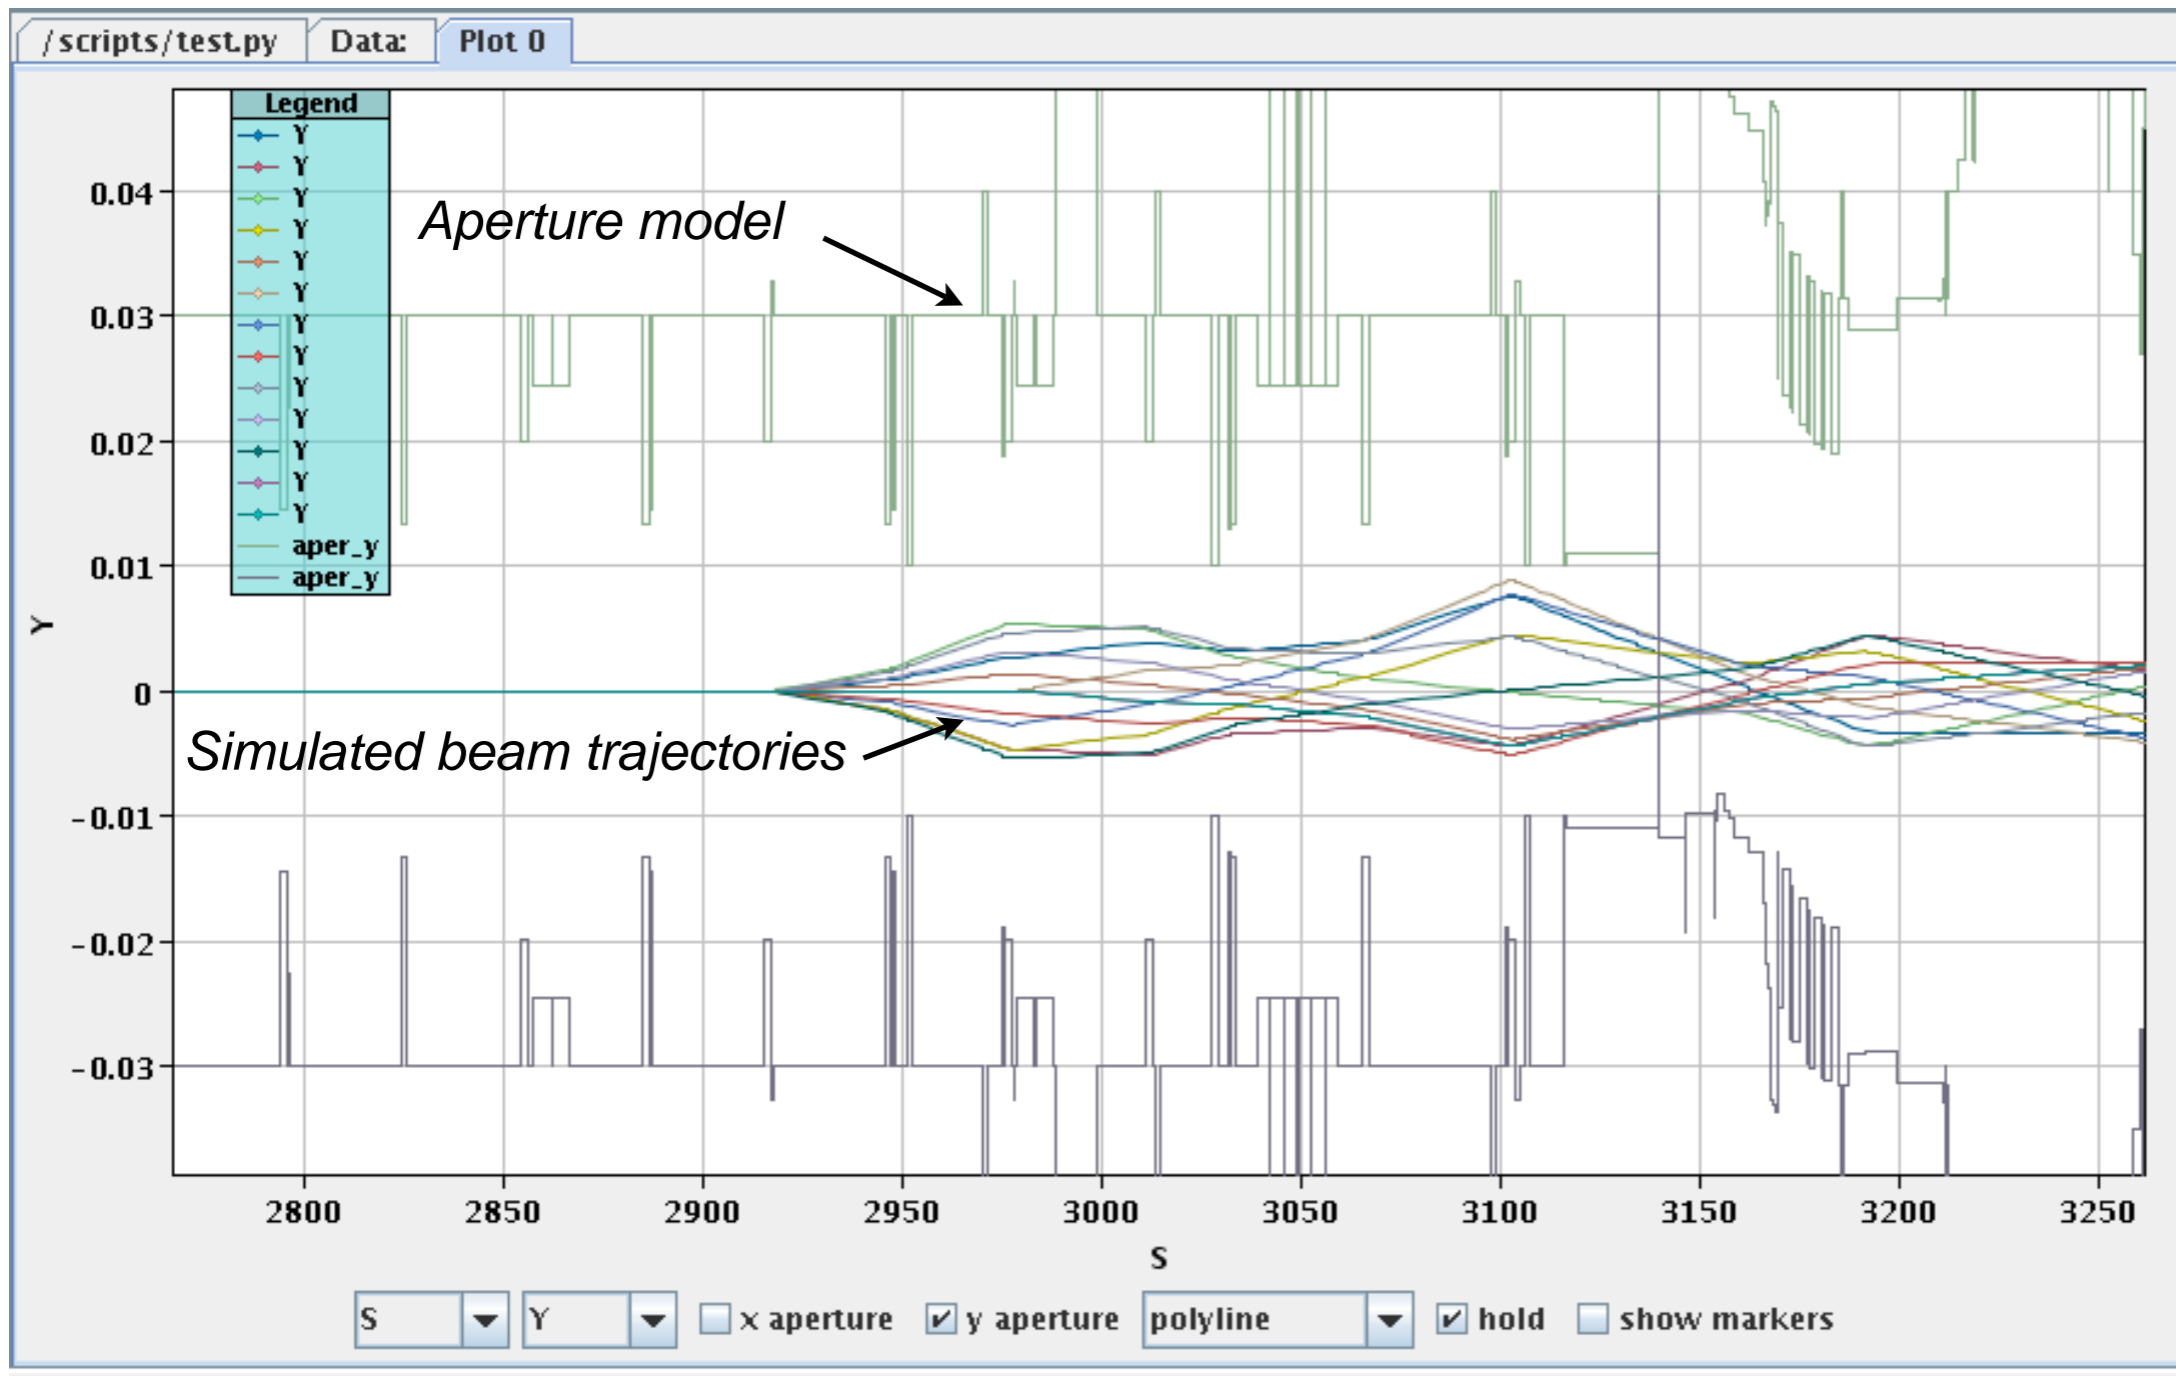 /scripts/test.py Data: Plot 0
Legend
Y
Y
Y
Y
Y
Y
Y
Y
Y
Y
Y
Y
Y
aper_y
aper_y
Aperture model
Simulated beam trajectories
0.04
0.03
0.02
0.01
0
-0.01
-0.02
-0.03
Y
2800 2850 2900 2950 3000 3050 3100 3150 3200 3250
S
S Y x aperture y aperture polyline hold show markers